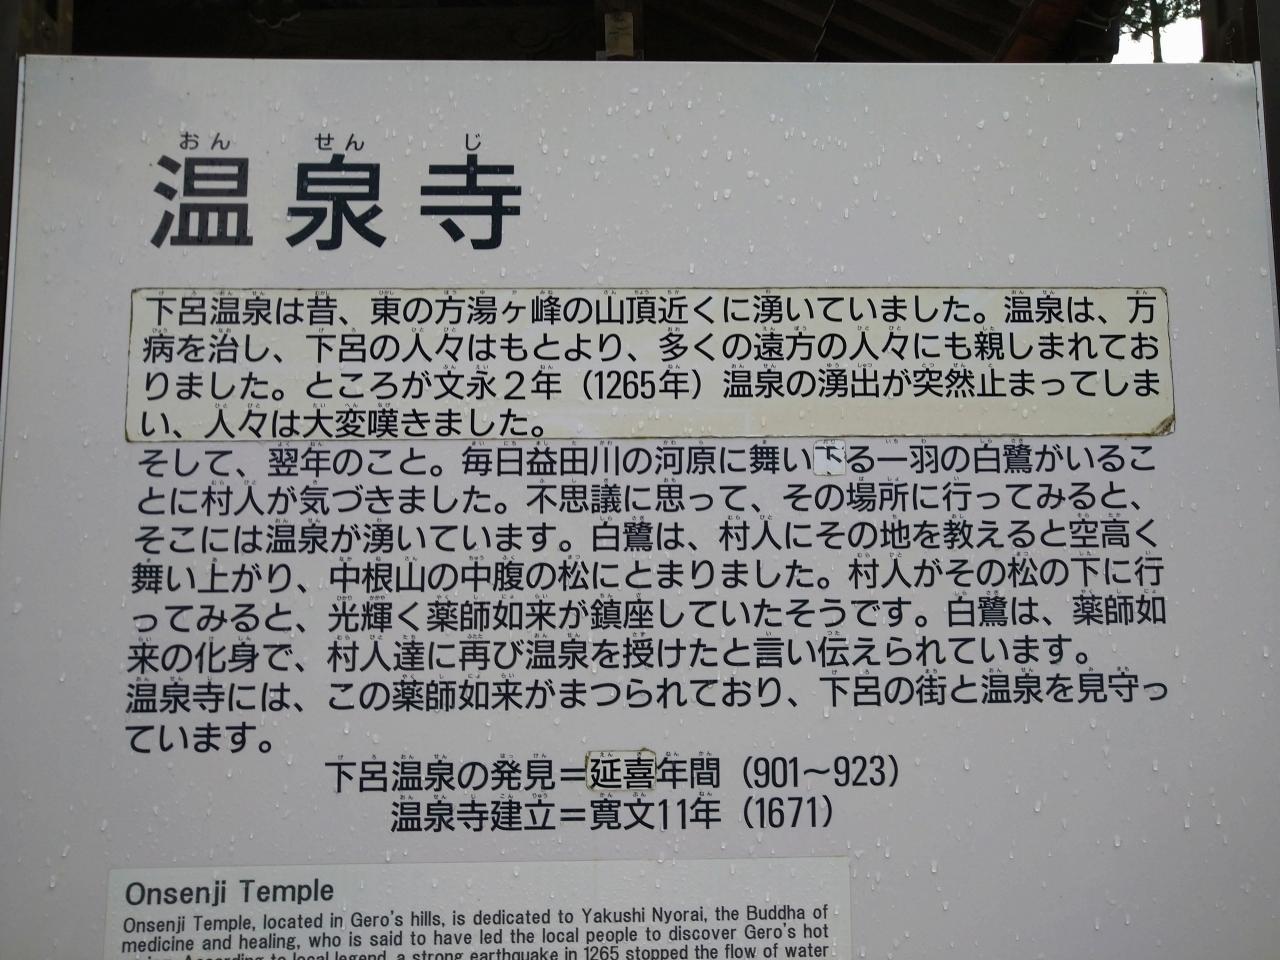 おん せん じ
温泉寺
下呂温泉は昔、東の方湯ヶ峰の山頂近くに湧いていました。温泉は、万
病を治し、下呂の人々はもとより、多くの遠方の人々にも親しまれてお
りました。ところが文永2年（1265年）温泉の湧出が突然止まってしま
い、人々は大変嘆きました。
そして、翌年のこと。毎日益田川の河原に舞い下る一羽の白鷺がいるこ
とに村人が気づきました。不思議に思って、その場所に行ってみると、
そこには温泉が湧いています。白鷺は、村人にその地を教えると空高く
舞い上がり、中根山の中腹の松にとまりました。村人がその松の下に行
ってみると、光輝く薬師如来が鎮座していたそうです。白鷺は、薬師如
来の化身で、村人達に再び温泉を授けたと言い伝えられています。
温泉寺には、この薬師如来がまつられており、下呂の街と温泉を見守っ
ています。
下呂温泉の発見＝延喜年間（901～923）
温泉寺建立＝寛文11年（1671）
Onsenji Temple
Onsenji Temple, located in Gero's hills, is dedicated to Yakushi Nyorai, the Buddha of
medicine and healing, who is said to have led the local people to discover Gero's hot
According to local legend, a strong earthquake in 1265 stopped the flow of water